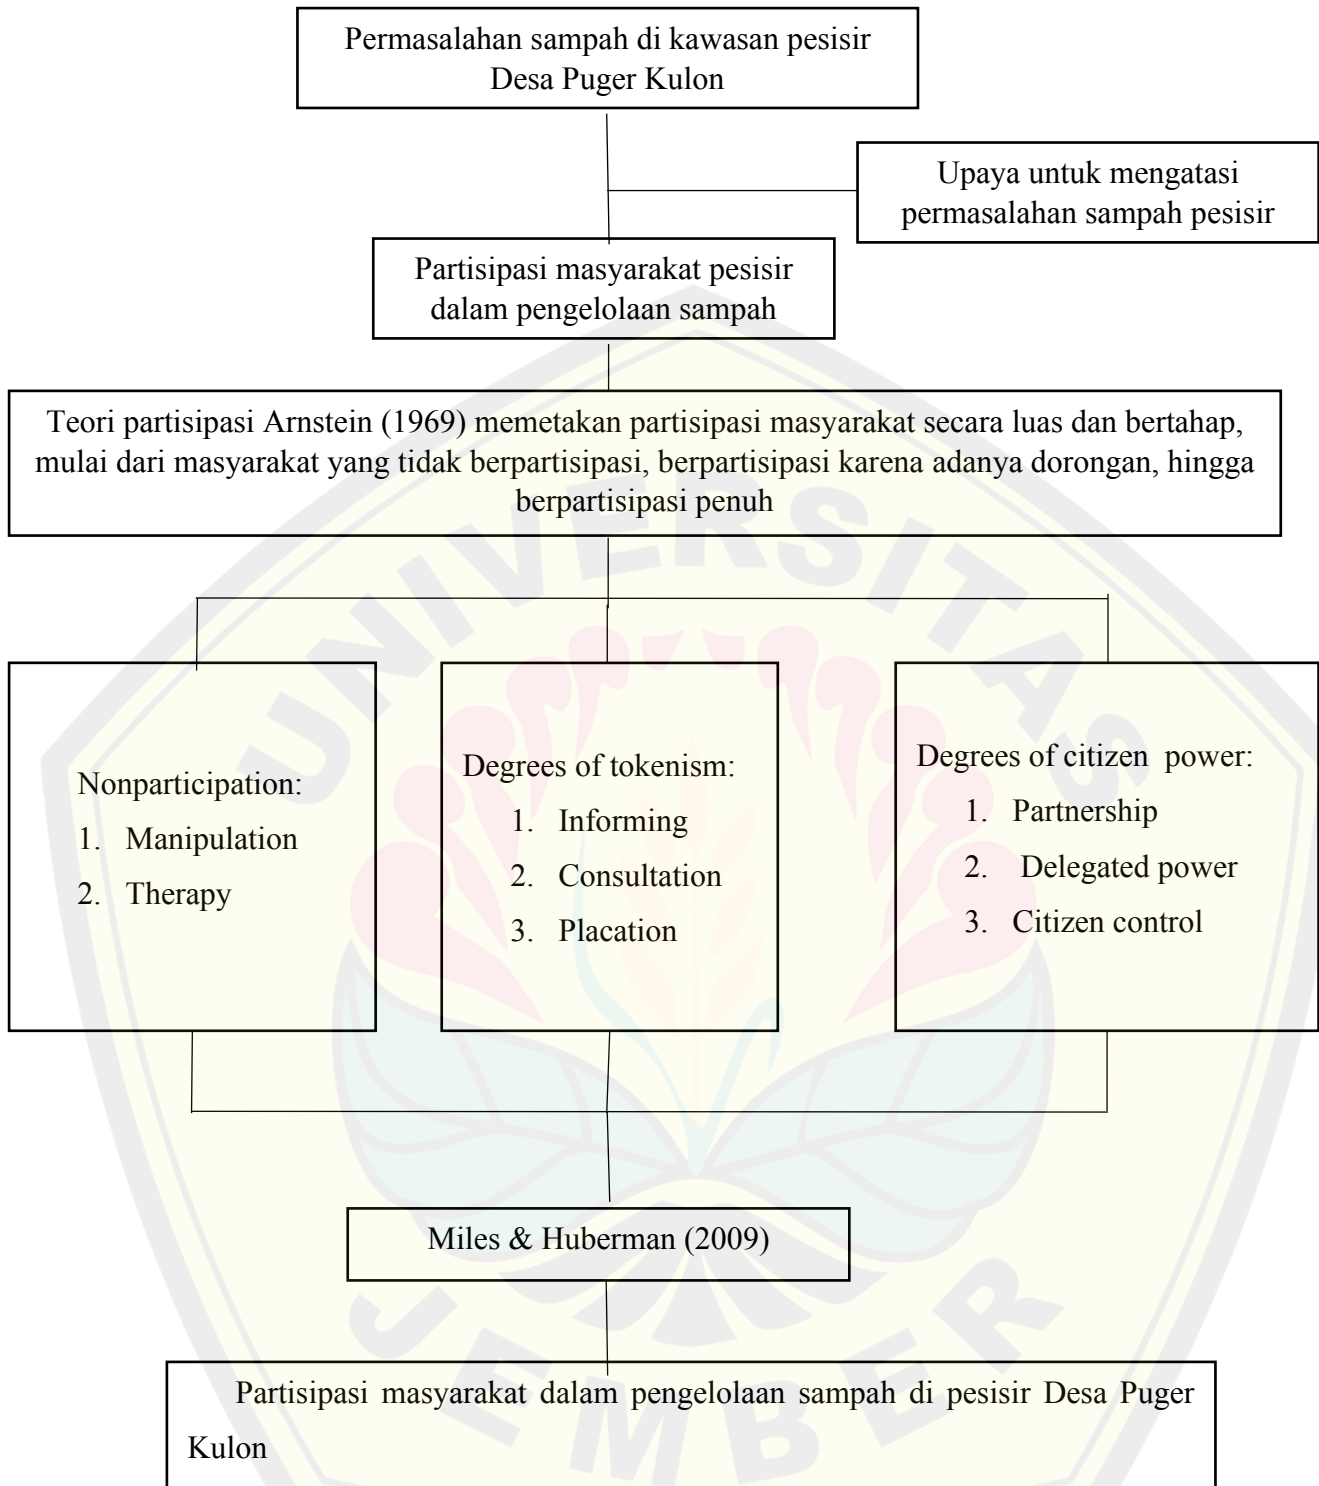 Permasalahan sampah di kawasan pesisir
Desa Puger Kulon
Upaya untuk mengatasi
permasalahan sampah pesisir
Partisipasi masyarakat pesisir
dalam pengelolaan sampah
Teori partisipasi Arnstein (1969) memetakan partisipasi masyarakat secara luas dan bertahap,
mulai dari masyarakat yang tidak berpartisipasi, berpartisipasi karena adanya dorongan, hingga
berpartisipasi penuh
Nonparticipation:
1. Manipulation
2. Therapy
Degrees of tokenism:
1. Informing
2. Consultation
3. Placation
Degrees of citizen power:
1. Partnership
2. Delegated power
3. Citizen control
Miles & Huberman (2009)
Partisipasi masyarakat dalam pengelolaan sampah di pesisir Desa Puger
Kulon
UNIVERSITAS
JEMBER